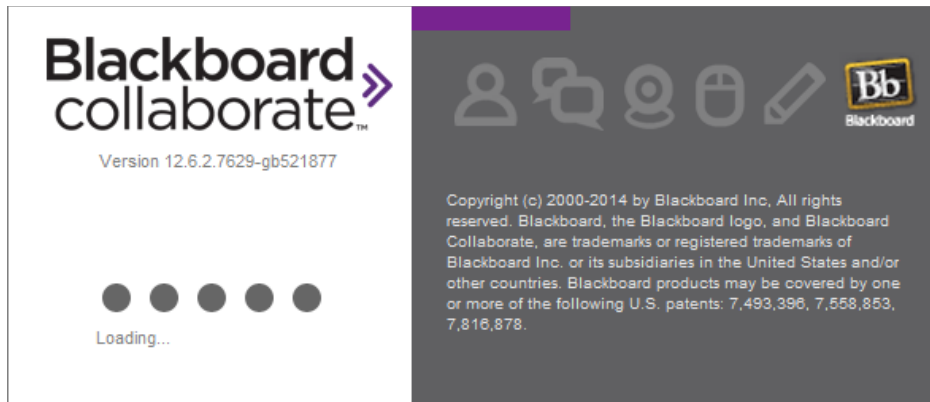 Blackboard
collaborate™
Version 12.6.2.7629-gb521877
Loading...
Bb
Blackboard
Copyright (c) 2000-2014 by Blackboard Inc, All rights
reserved. Blackboard, the Blackboard logo, and Blackboard
Collaborate, are trademarks or registered trademarks of
Blackboard Inc. or its subsidiaries in the United States and/or
other countries. Blackboard products may be covered by one
or more of the following U.S. patents: 7,493,396, 7,558,853,
7,816,878.